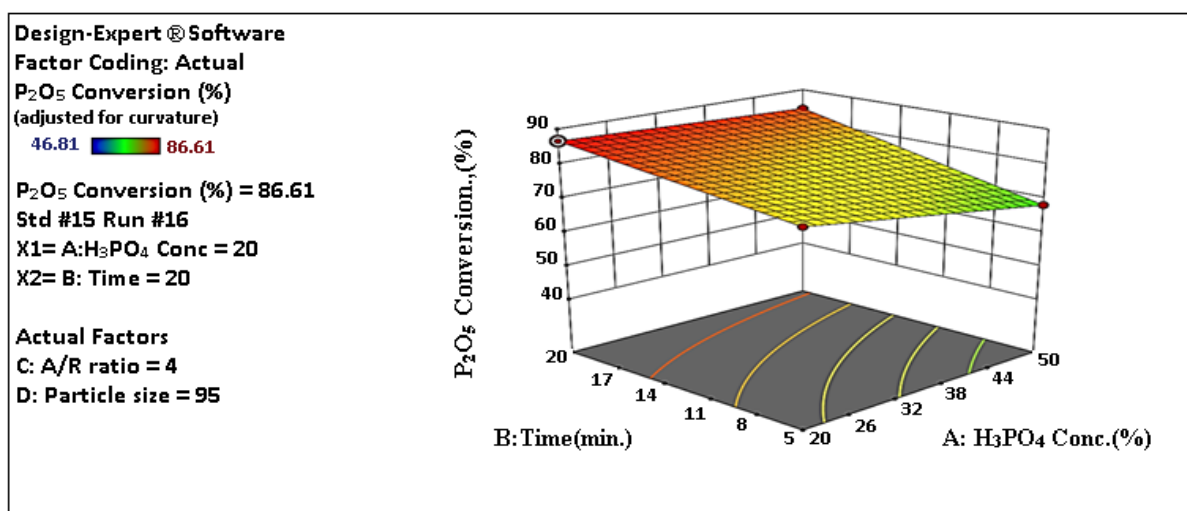 Design-Expert ® Software
Factor Coding: Actual
P₂O₅ Conversion (%)
(adjusted for curvature)
46.81 86.61
P₂O₅ Conversion (%) = 86.61
Std #15 Run #16
X1= A:H₃PO₄ Conc = 20
X2= B: Time = 20
Actual Factors
C: A/R ratio = 4
D: Particle size = 95
P₂O₅ Conversion.,(%)
90
80
70
60
50
40
20
17
14
11
8
5
B:Time(min.)
20
26
32
38
44
50
A: H₃PO₄ Conc.(%)